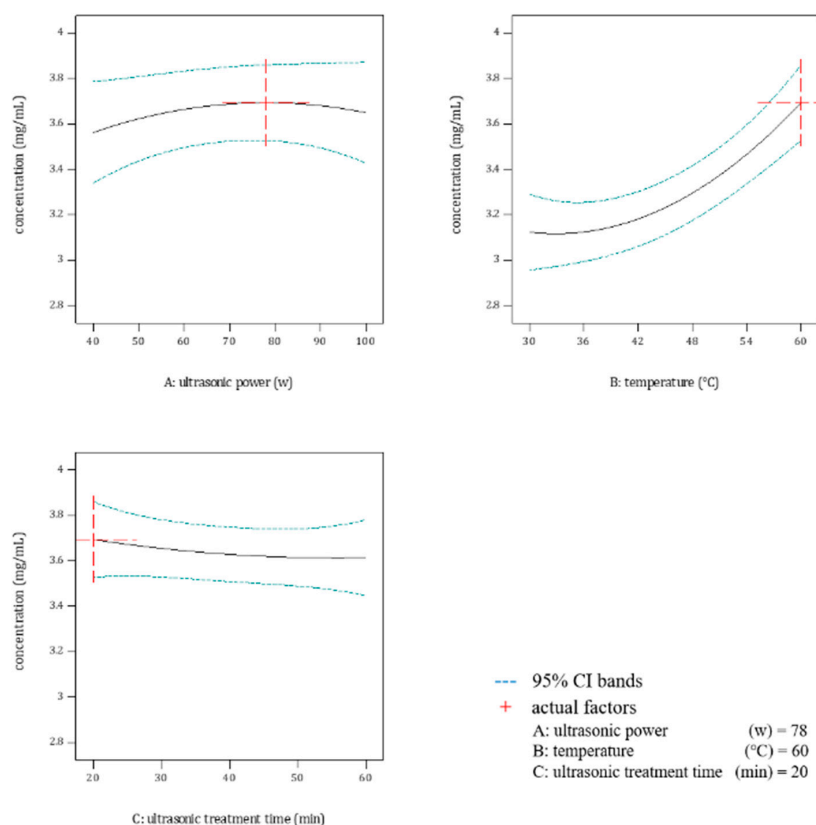 4
3.8
3.6
3.4
3.2
3
2.8
concentration (mg/mL)
40 50 60 70 80 90 100
A: ultrasonic power (w)
4
3.8
3.6
3.4
3.2
3
2.8
concentration (mg/mL)
30 36 42 48 54 60
B: temperature (°C)
4
3.8
3.6
3.4
3.2
3
2.8
concentration (mg/mL)
20 30 40 50 60
C: ultrasonic treatment time (min)
95% CI bands
actual factors
A: ultrasonic power (w) = 78
B: temperature (°C) = 60
C: ultrasonic treatment time (min) = 20